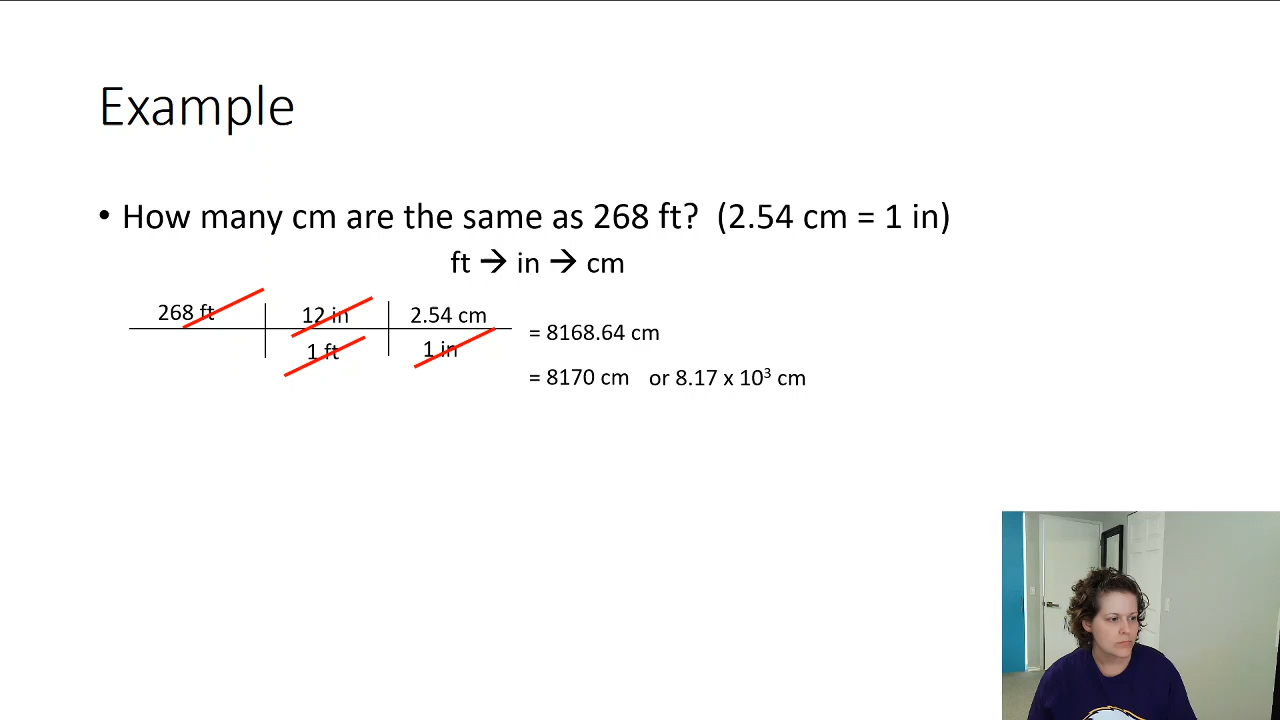 Example
• How many cm are the same as 268 ft?  (2.54 cm = 1 in)
ft → in → cm
268 ft 12 in 2.54 cm
1 ft 1 in
= 8168.64 cm
= 8170 cm or 8.17 x 10³ cm